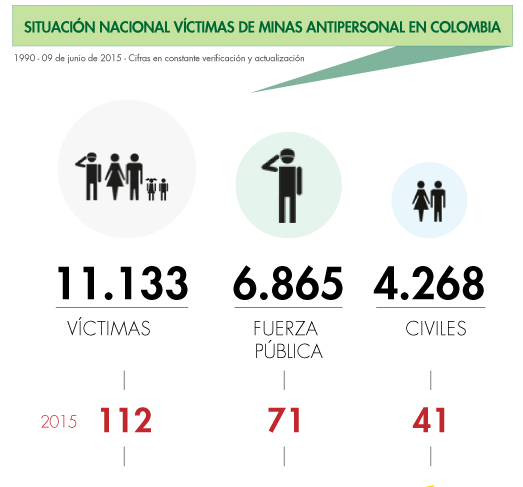 SITUACIÓN NACIONAL VÍCTIMAS DE MINAS ANTIPERSONAL EN COLOMBIA
1990 - 09 de junio de 2015 - Cifras en constante verificación y actualización
11.133 6.865 4.268
VÍCTIMAS FUERZA CIVILES
PÚBLICA
2015 112 71 41